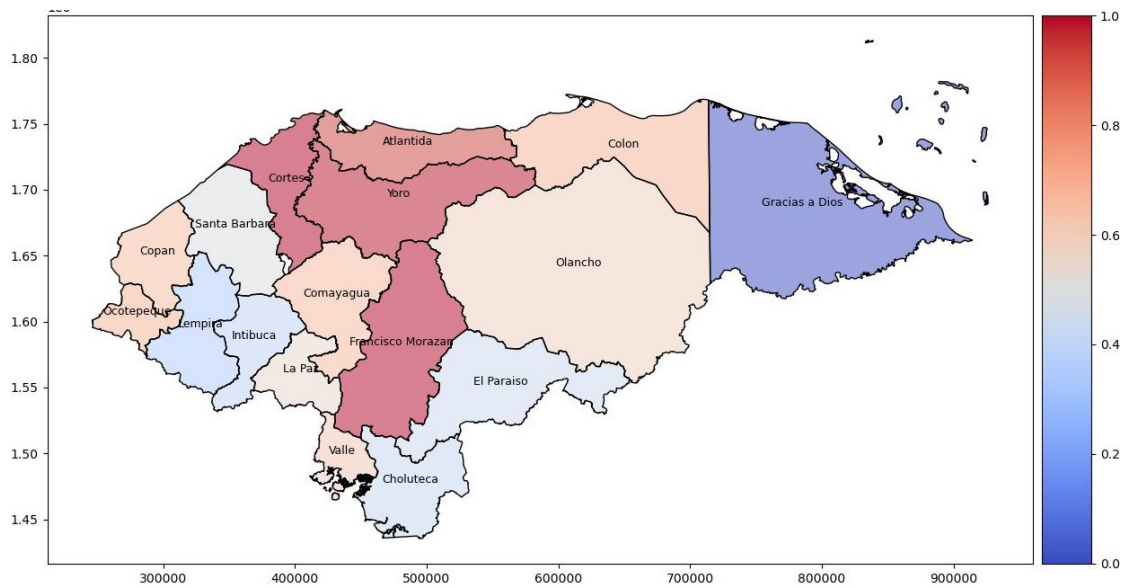 1.0
1.80
Atlantida
1.75
Colon
0.8
Cortes
Yoro
1.70
Gracias a Dios
Santa Barbara
Copan
0.6
1.65
Olancho
Comayagua
Ocotepeque
Lempira
1.60
Intibuca
Francisco Morazan
0.4
La Paz
El Paraiso
1.55
0.2
1.50
Valle
Choluteca
1.45
0.0
300000 400000 500000 600000 700000 800000 900000